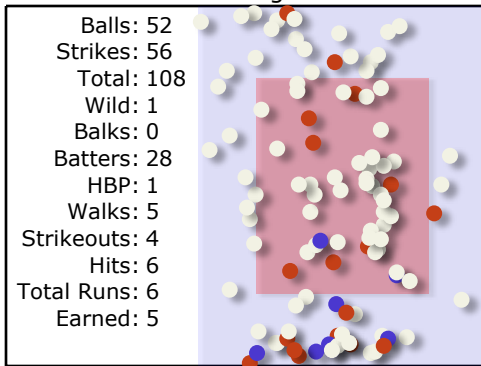 Balls: 52
Strikes: 56
Total: 108
Wild: 1
Balks: 0
Batters: 28
HBP: 1
Walks: 5
Strikeouts: 4
Hits: 6
Total Runs: 6
Earned: 5